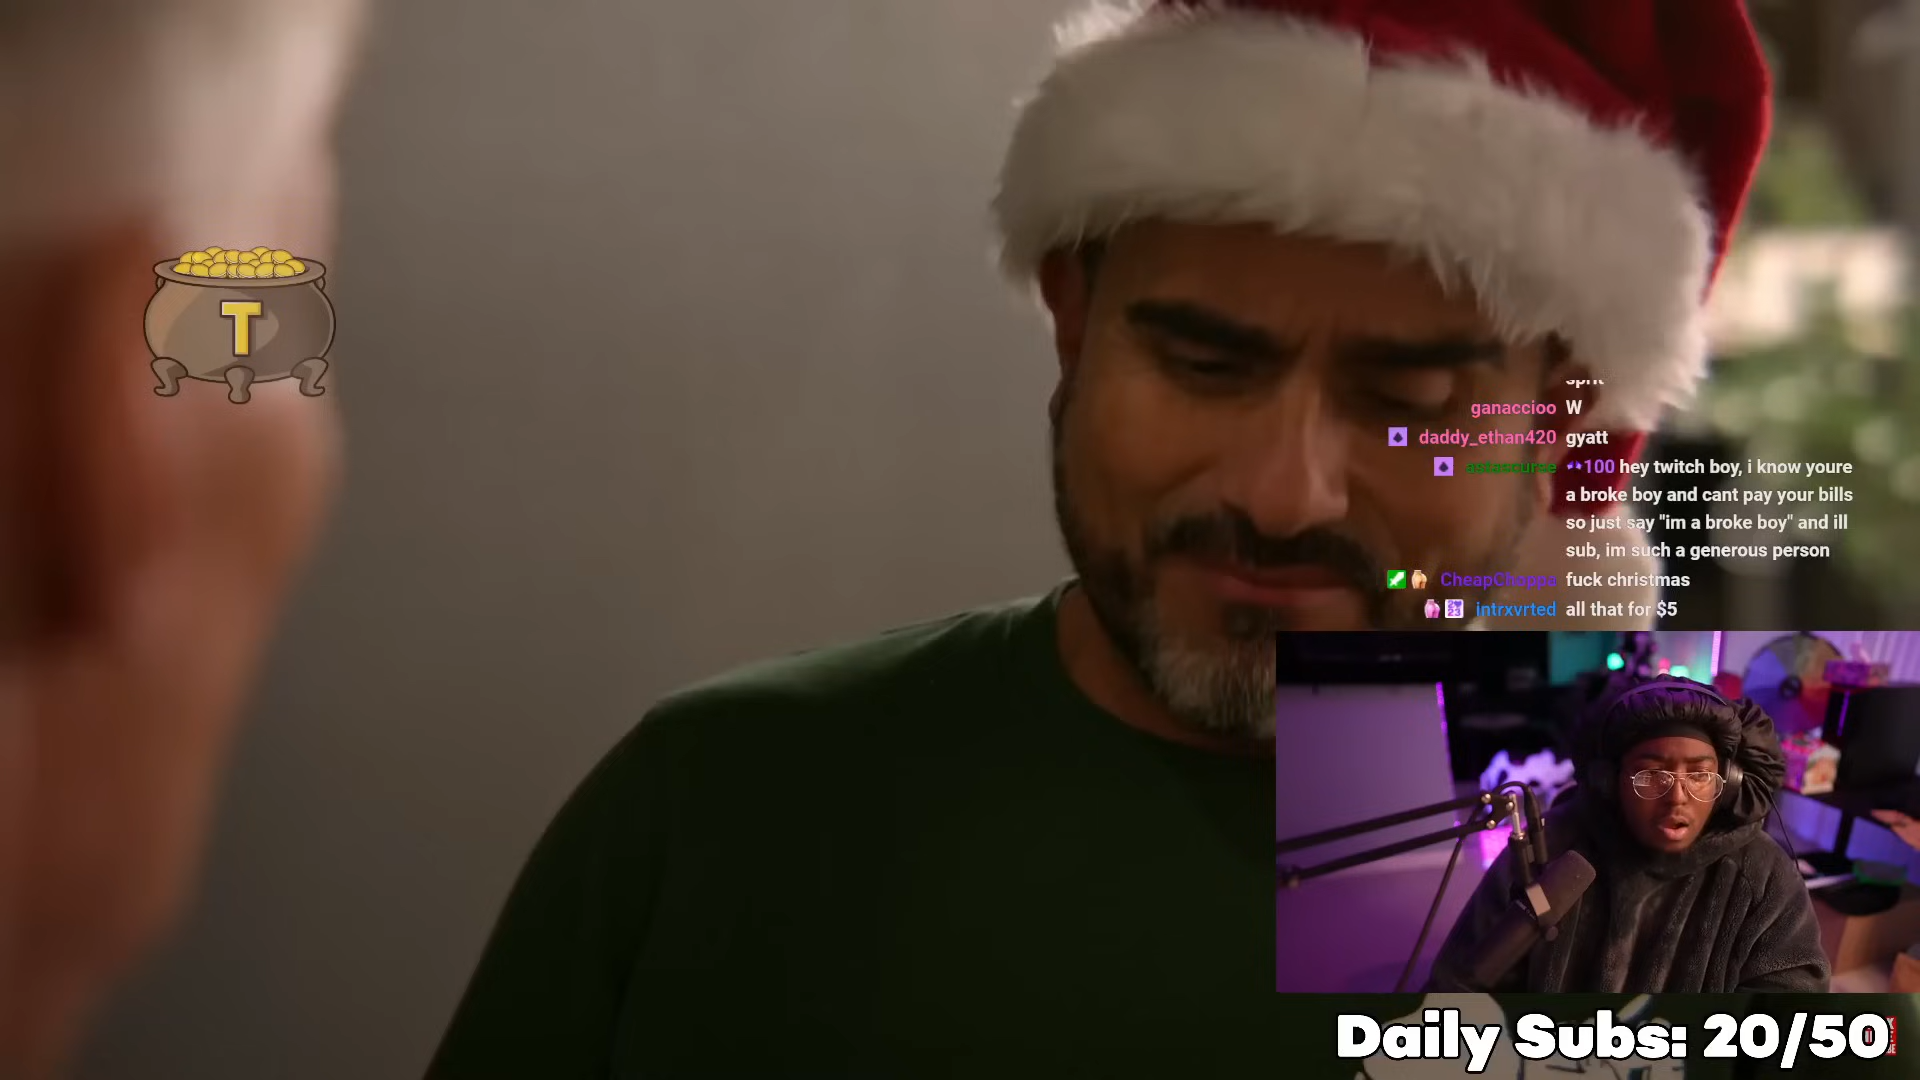 T
ganaccioo W
daddy_ethan420 gyatt
100 hey twitch boy, i know youre
a broke boy and cant pay your bills
so just say "im a broke boy" and ill
sub, im such a generous person
CheapChoppa fuck christmas
intrxvrted all that for $5
Daily Subs: 20/50